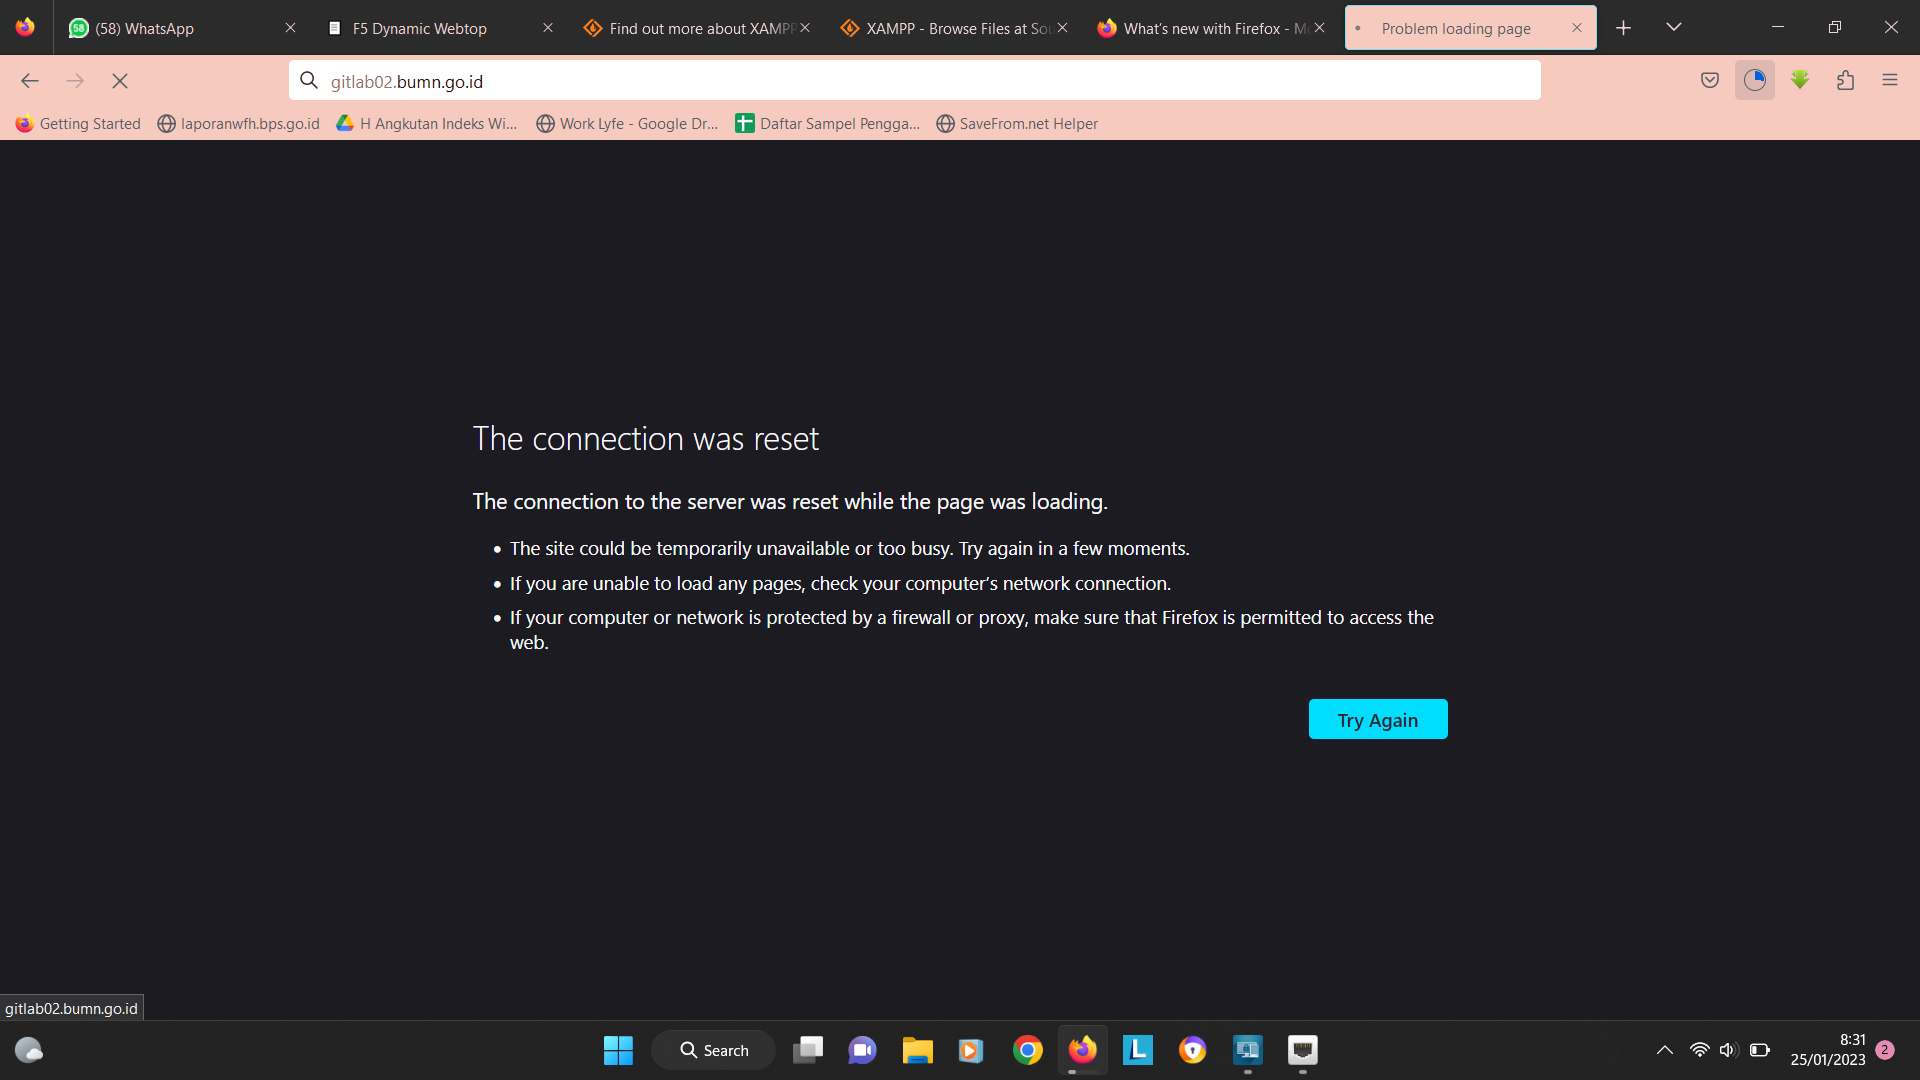 (58) WhatsApp
F5 Dynamic Webtop
Find out more about XAMPP
XAMPP - Browse Files at Sou
What's new with Firefox - Mo
Problem loading page
gitlab02.bumn.go.id
Getting Started
laporanwfh.bps.go.id
H Angkutan Indeks Wi...
Work Lyfe - Google Dr...
Daftar Sampel Pengga...
SaveFrom.net Helper
The connection was reset
The connection to the server was reset while the page was loading.
The site could be temporarily unavailable or too busy. Try again in a few moments.
If you are unable to load any pages, check your computer’s network connection.
If your computer or network is protected by a firewall or proxy, make sure that Firefox is permitted to access the
web.
Try Again
gitlab02.bumn.go.id
Search
8:31
25/01/2023
2